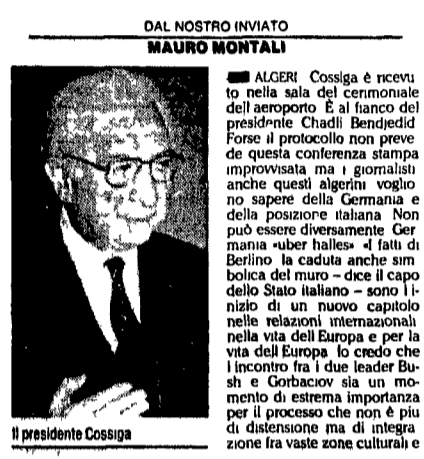 DAL NOSTRO INVIATO
MAURO MONTALI
ALGERI Cossiga è ricevu
to nella sala del cerimoniale
dell aeroporto È al fianco del
presidente Chadli Bendjedid
Forse il protocollo non preve
de questa conferenza stampa
improvvisata ma i giornalisti
anche questi algerini voglio
no sapere della Germania e
della posizione italiana Non
può essere diversamente Ger
mania «uber halles» «I fatti di
Berlino la caduta anche sim
bolica del muro – dice il capo
dello Stato italiano – sono l i-
nizio di un nuovo capitolo
nelle relazioni internazionali
nella vita dell Europa e per la
vita dell Europa Io credo che
l incontro fra i due leader Bu-
sh e Gorbaciov sia un mo-
mento di estrema importanza
per il processo che non è piu
di distensione ma di integra
zione fra vaste zone culturali e
Il presidente Cossiga